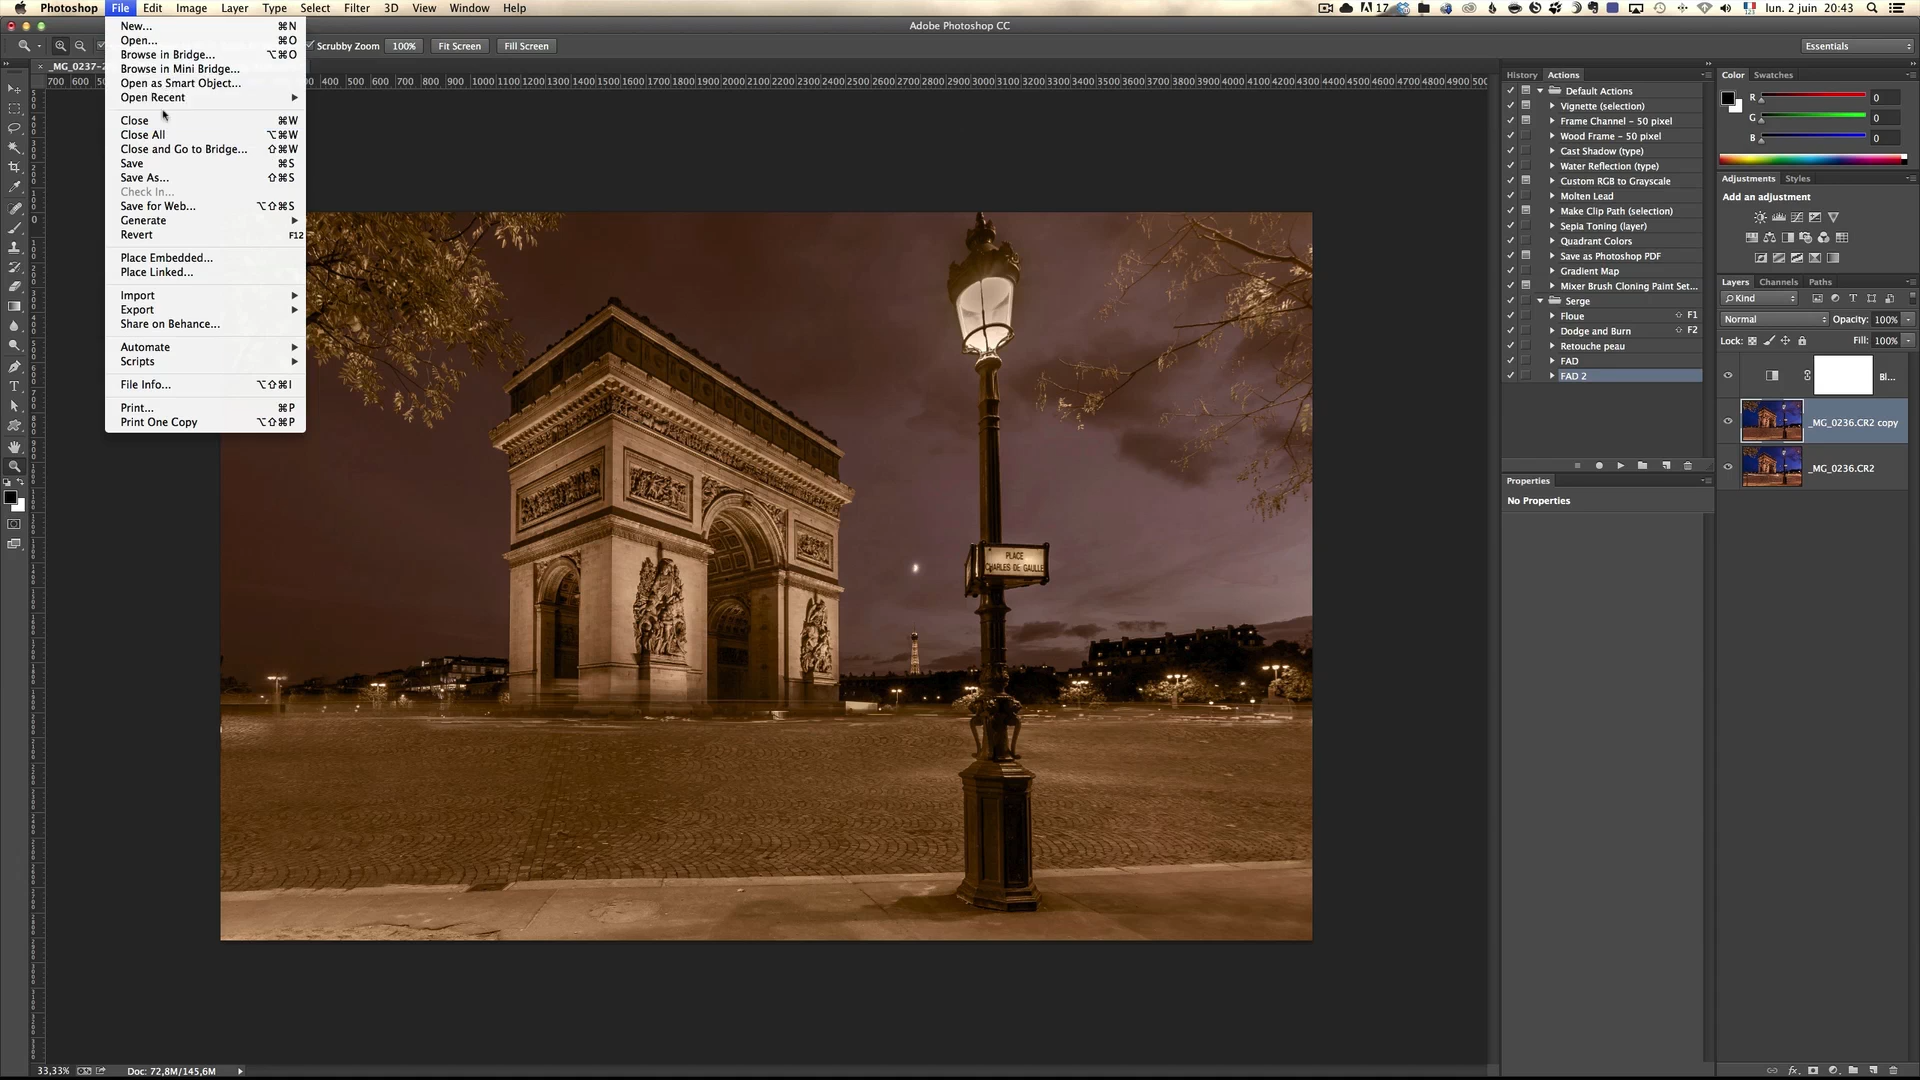 Photoshop File Edit Image Layer Type Select Filter 3D View Window Help 17 lun. 2 juin 20:43
Adobe Photoshop CC
Scrubby Zoom 100% Fit Screen Fill Screen Essentials
_MG_0237-2
New... ⌘N
Open... ⌘O
Browse in Bridge... ⌥⌘O
Browse in Mini Bridge...
Open as Smart Object...
Open Recent
Close ⌘W
Close All ⌥⌘W
Close and Go to Bridge... ⇧⌘W
Save ⌘S
Save As... ⇧⌘S
Check In...
Save for Web... ⌥⇧⌘S
Generate
Revert F12
Place Embedded...
Place Linked...
Import
Export
Share on Behance...
Automate
Scripts
File Info... ⌥⇧⌘I
Print... ⌘P
Print One Copy ⌥⇧⌘P
PLACE
CHARLES DE GAULLE
History Actions
Default Actions
Vignette (selection)
Frame Channel - 50 pixel
Wood Frame - 50 pixel
Cast Shadow (type)
Water Reflection (type)
Custom RGB to Grayscale
Molten Lead
Make Clip Path (selection)
Sepia Toning (layer)
Quadrant Colors
Save as Photoshop PDF
Gradient Map
Mixer Brush Cloning Paint Set...
Serge
Floue ⇧ F1
Dodge and Burn ⇧ F2
Retouche peau
FAD
FAD 2
Properties
No Properties
Color Swatches
R 0
G 0
B 0
Adjustments Styles
Add an adjustment
Layers Channels Paths
Kind
Normal Opacity: 100%
Lock: Fill: 100%
Bl...
_MG_0236.CR2 copy
_MG_0236.CR2
33,33% Doc: 72,8M/145,6M